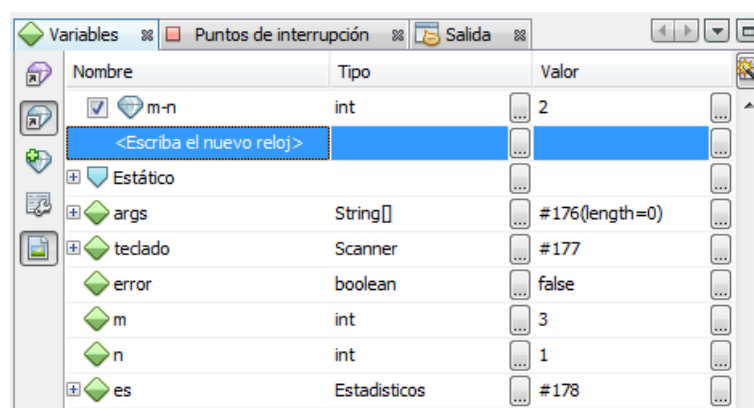 Variables Puntos de interrupción Salida
Nombre Tipo Valor
m-n int ... 2 ...
<Escriba el nuevo reloj> ... ...
Estático ... ...
args String[] ... #176(length=0) ...
teclado Scanner ... #177 ...
error boolean ... false ...
m int ... 3 ...
n int ... 1 ...
es Estadisticos ... #178 ...